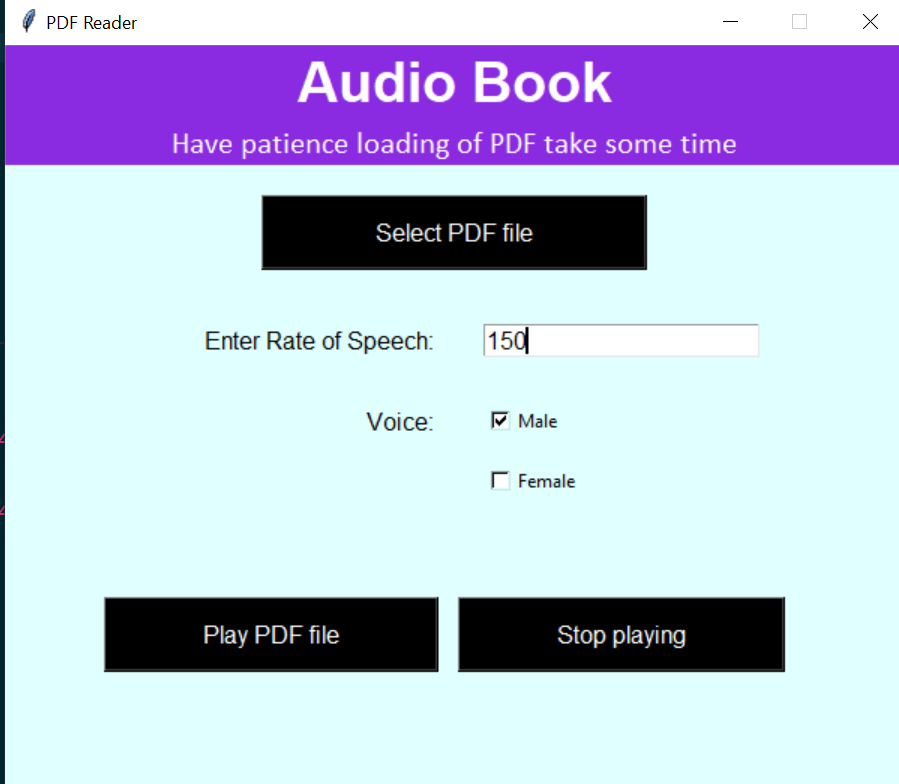 PDF Reader
Audio Book
Have patience loading of PDF take some time
Select PDF file
Enter Rate of Speech: 150
Voice: Male
Female
Play PDF file Stop playing